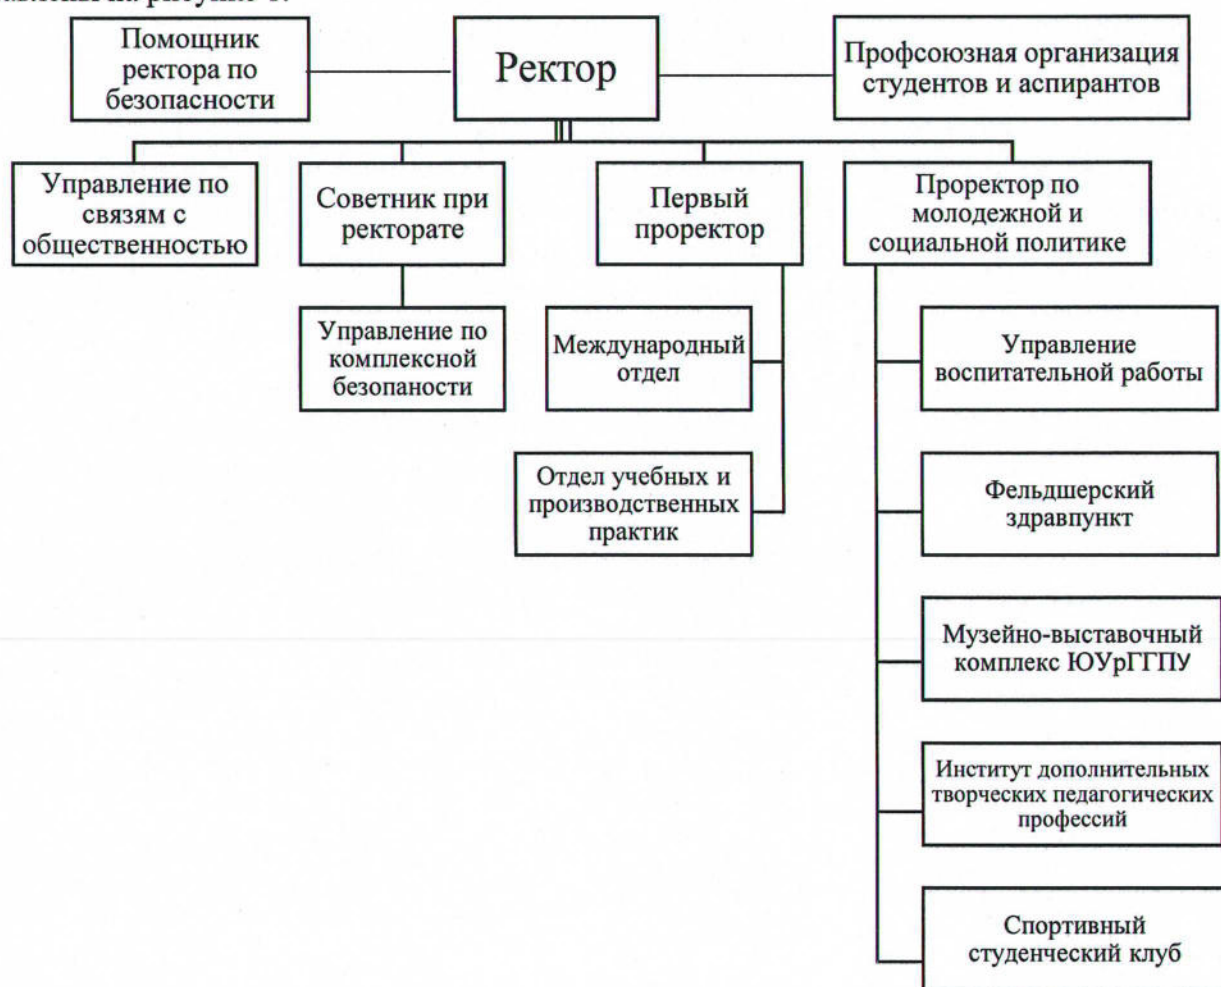 Помощник
ректора по
безопасности
Ректор
Профсоюзная организация
студентов и аспирантов
Управление по
связям с
общественностью
Советник при
ректорате
Первый
проректор
Проректор по
молодежной и
социальной политике
Управление по
комплексной
безопаности
Международный
отдел
Отдел учебных и
производственных
практик
Управление
воспитательной работы
Фельдшерский
здравпункт
Музейно-выставочный
комплекс ЮУрГГПУ
Институт дополнительных
творческих педагогических
профессий
Спортивный
студенческий клуб